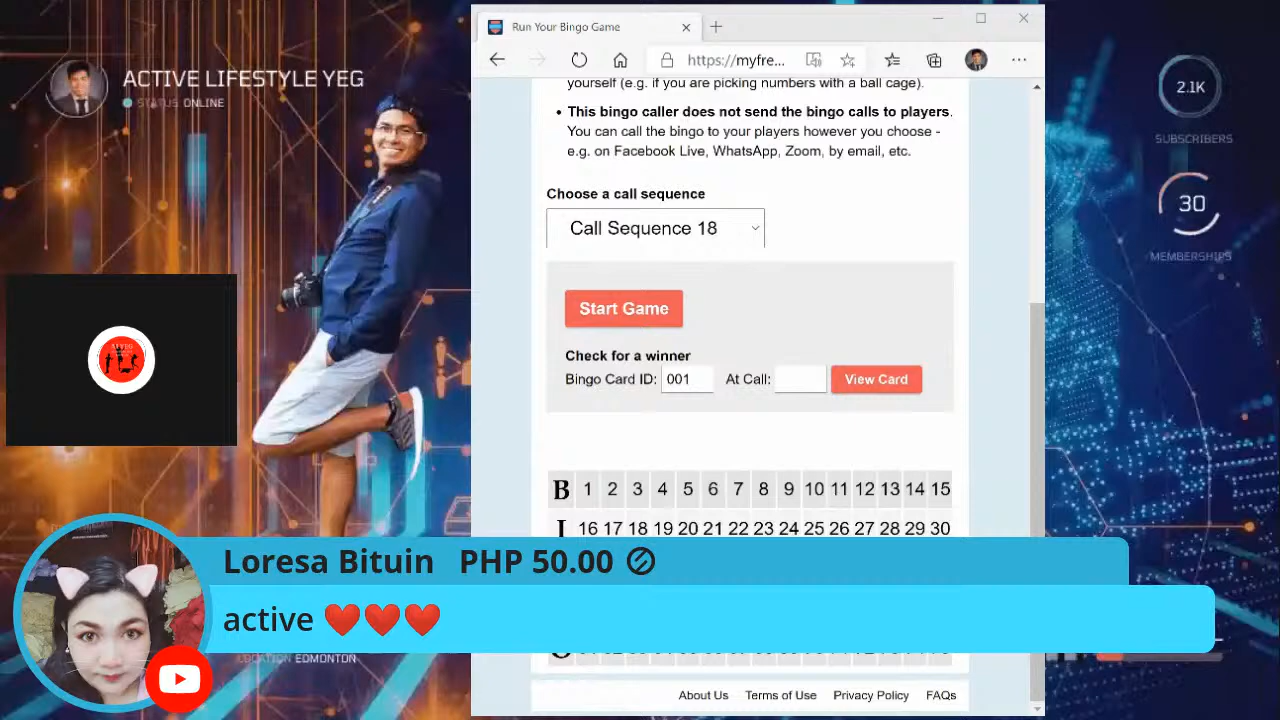 ACTIVE LIFESTYLE YEG
STATUS ONLINE
Run Your Bingo Game
https://myfre...
yourself (e.g. if you are picking numbers with a ball cage).
• This bingo caller does not send the bingo calls to players.
You can call the bingo to your players however you choose -
e.g. on Facebook Live, WhatsApp, Zoom, by email, etc.
Choose a call sequence
Call Sequence 18
Start Game
Check for a winner
Bingo Card ID: 001 At Call: View Card
B 1 2 3 4 5 6 7 8 9 10 11 12 13 14 15
I 16 17 18 19 20 21 22 23 24 25 26 27 28 29 30
2.1K
SUBSCRIBERS
30
MEMBERSHIPS
Loresa Bituin PHP 50.00
active ❤️❤️❤️
LOCATION EDMONTON
About Us Terms of Use Privacy Policy FAQs